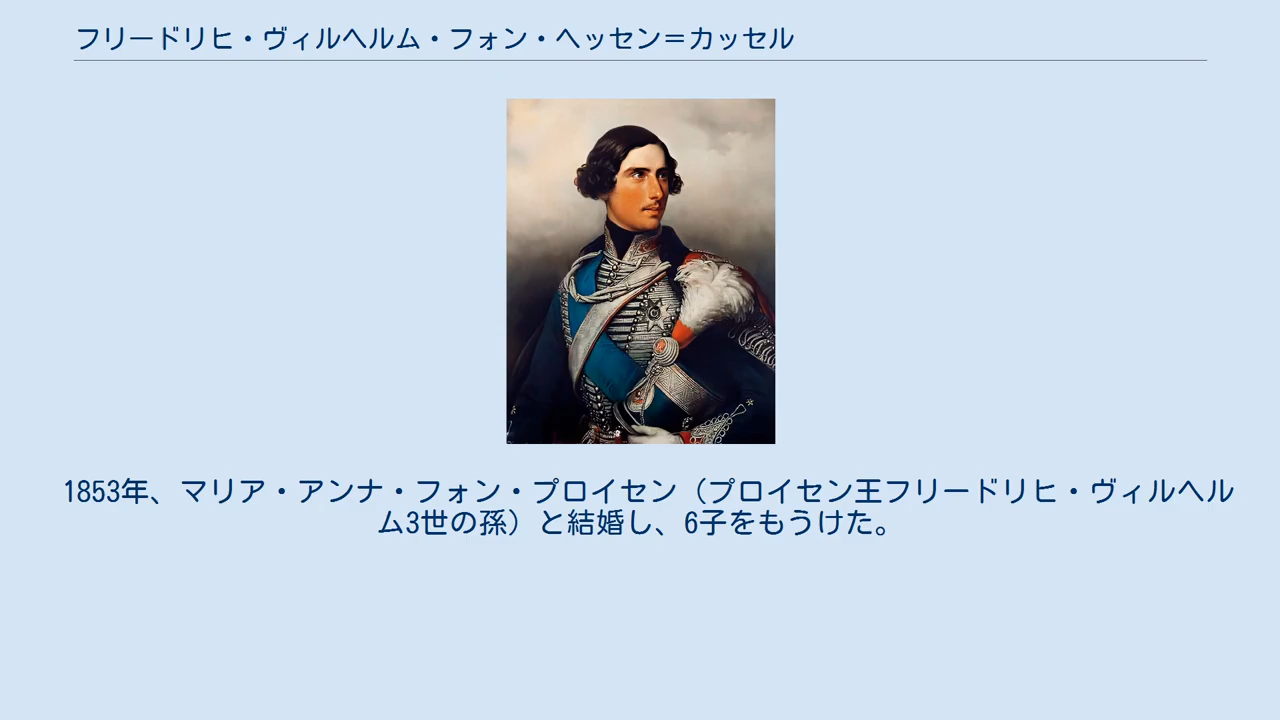 フリードリヒ・ヴィルヘルム・フォン・ヘッセン＝カッセル
1853年、マリア・アンナ・フォン・プロイセン（プロイセン王フリードリヒ・ヴィルヘル
ム3世の孫）と結婚し、6子をもうけた。